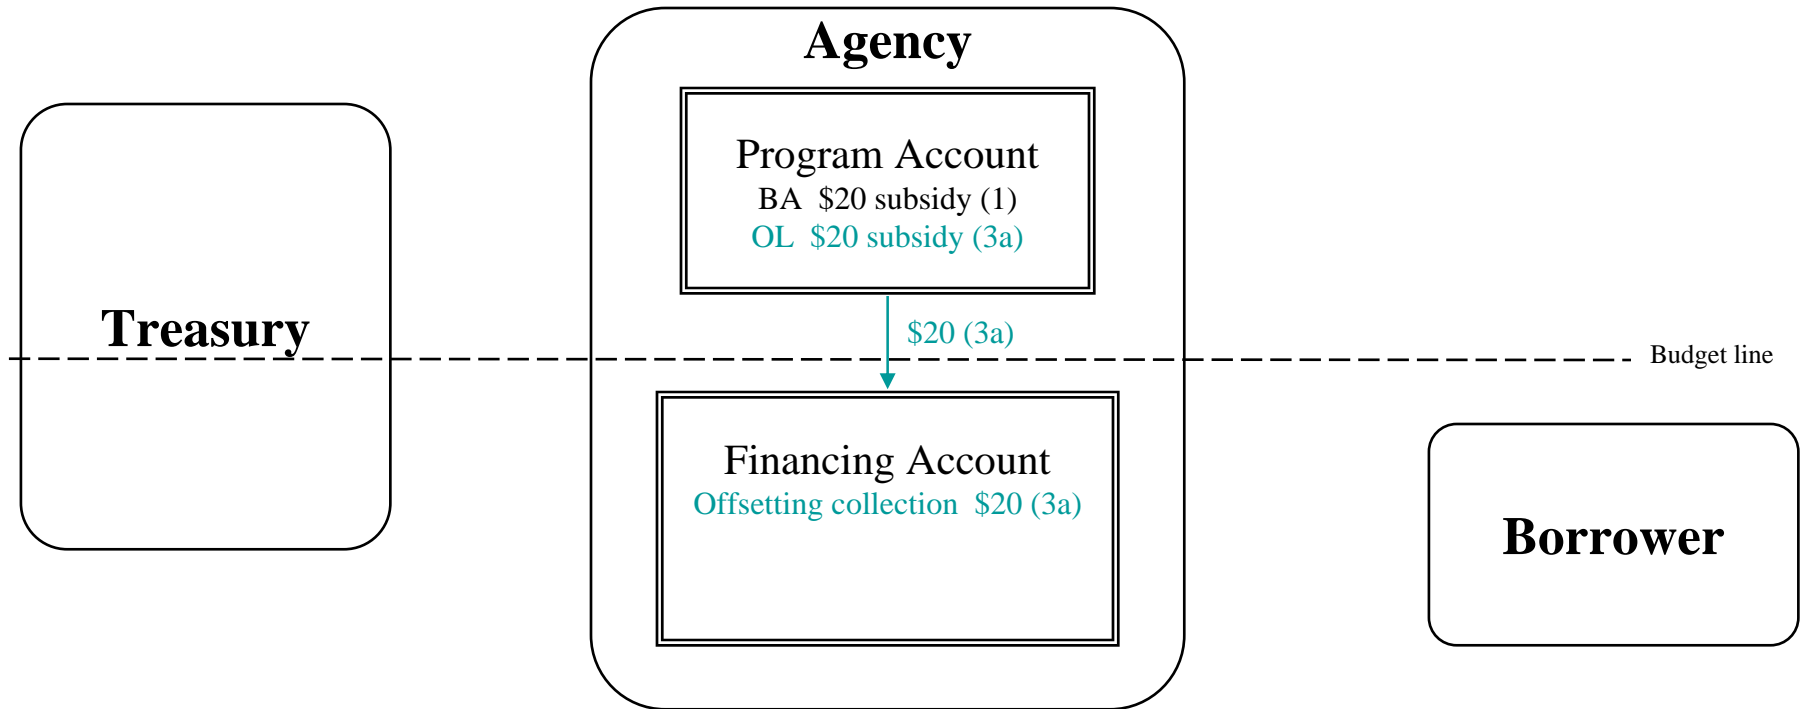 Agency
Program Account
BA $20 subsidy (1)
OL $20 subsidy (3a)
Treasury
$20 (3a)
Budget line
Financing Account
Offsetting collection $20 (3a)
Borrower